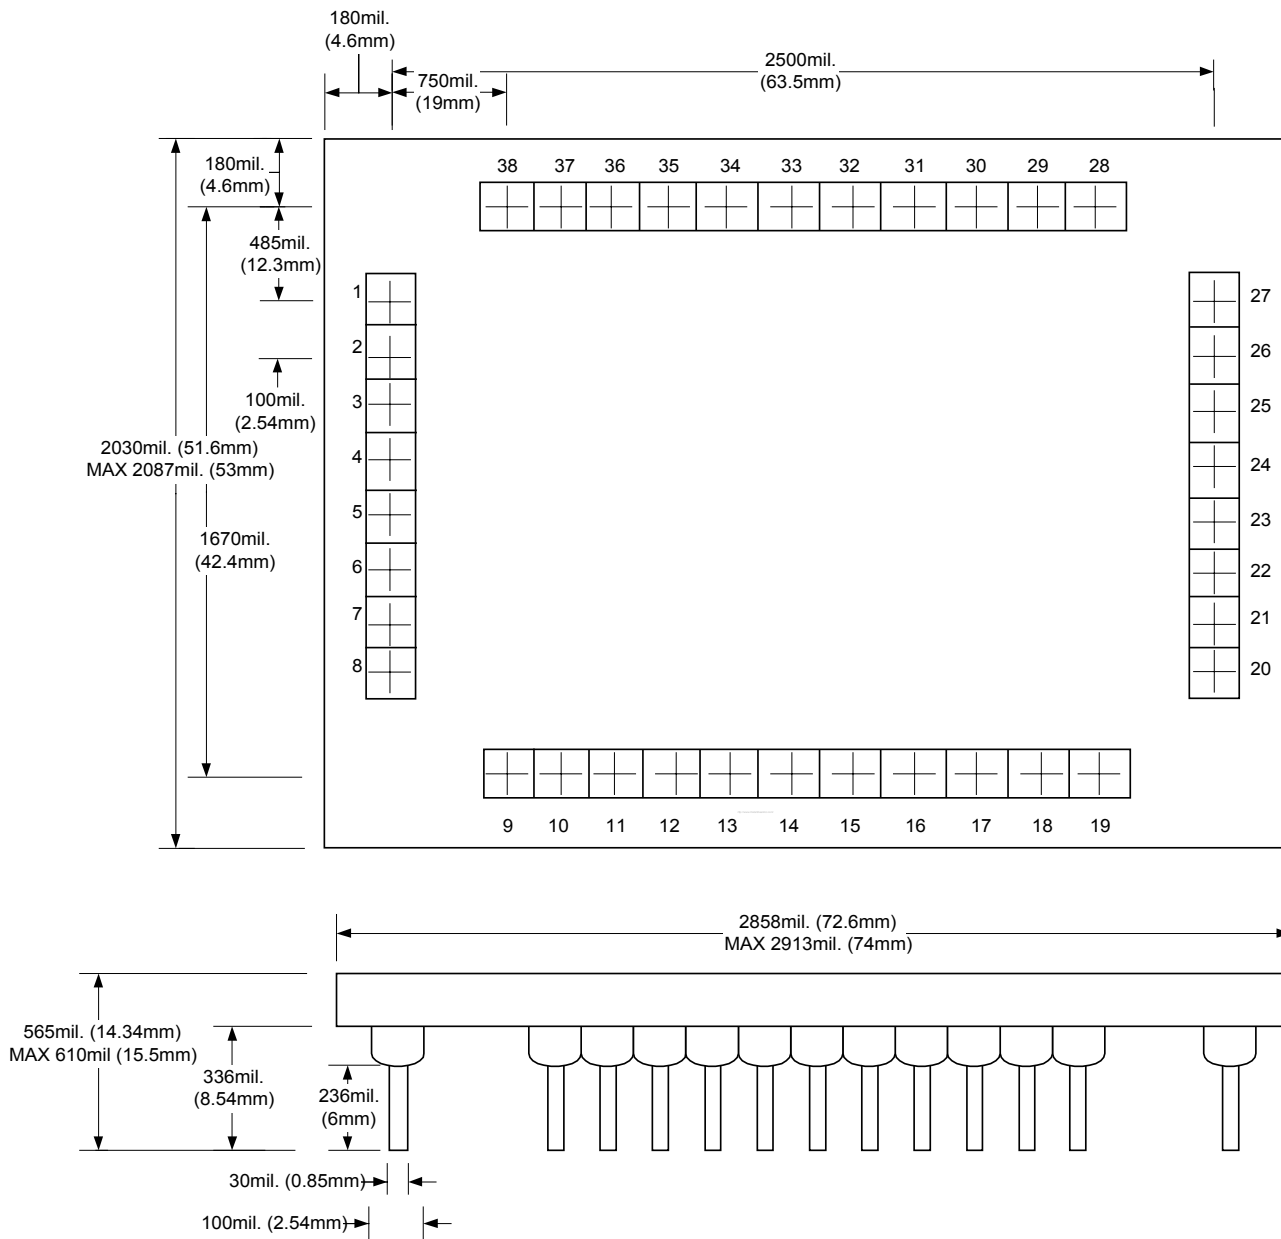 180mil.
(4.6mm)
2500mil.
(63.5mm)
750mil.
(19mm)
180mil.
(4.6mm)
38 37 36 35 34 33 32 31 30 29 28
485mil.
(12.3mm)
1 27
2 26
100mil.
(2.54mm)
3 25
2030mil. (51.6mm)
MAX 2087mil. (53mm)
4 24
5 23
1670mil.
(42.4mm)
6 22
7 21
8 20
9 10 11 12 13 14 15 16 17 18 19
2858mil. (72.6mm)
MAX 2913mil. (74mm)
565mil. (14.34mm)
MAX 610mil (15.5mm)
336mil.
(8.54mm)
236mil.
(6mm)
30mil. (0.85mm)
100mil. (2.54mm)